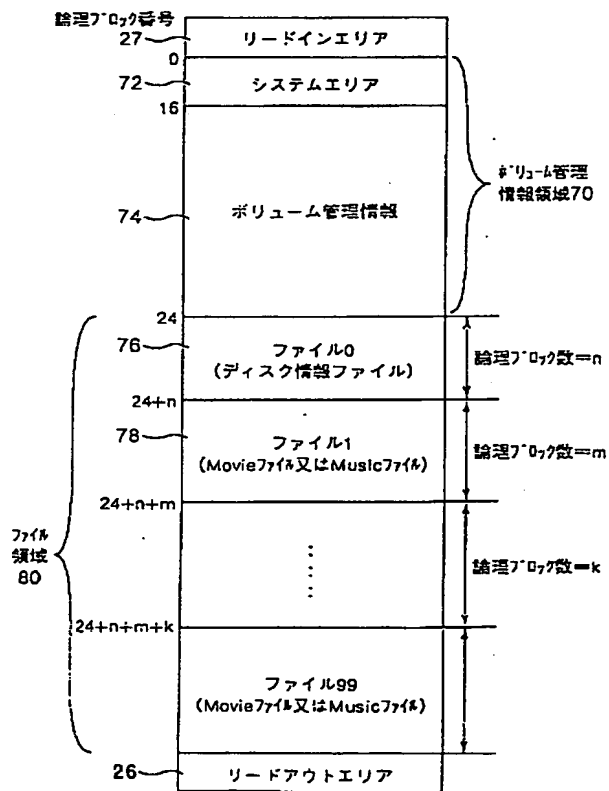 論理ブロック番号
27
リードインエリア
0
72
システムエリア
16
74
ボリューム管理情報
ボリューム管理
情報領域70
24
76
ファイル0
(ディスク情報ファイル)
論理ブロック数=n
24+n
78
ファイル1
(Movieファイル又はMusicファイル)
論理ブロック数=m
24+n+m
ファイル
領域
80
論理ブロック数=k
24+n+m+k
ファイル99
(Movieファイル又はMusicファイル)
26
リードアウトエリア